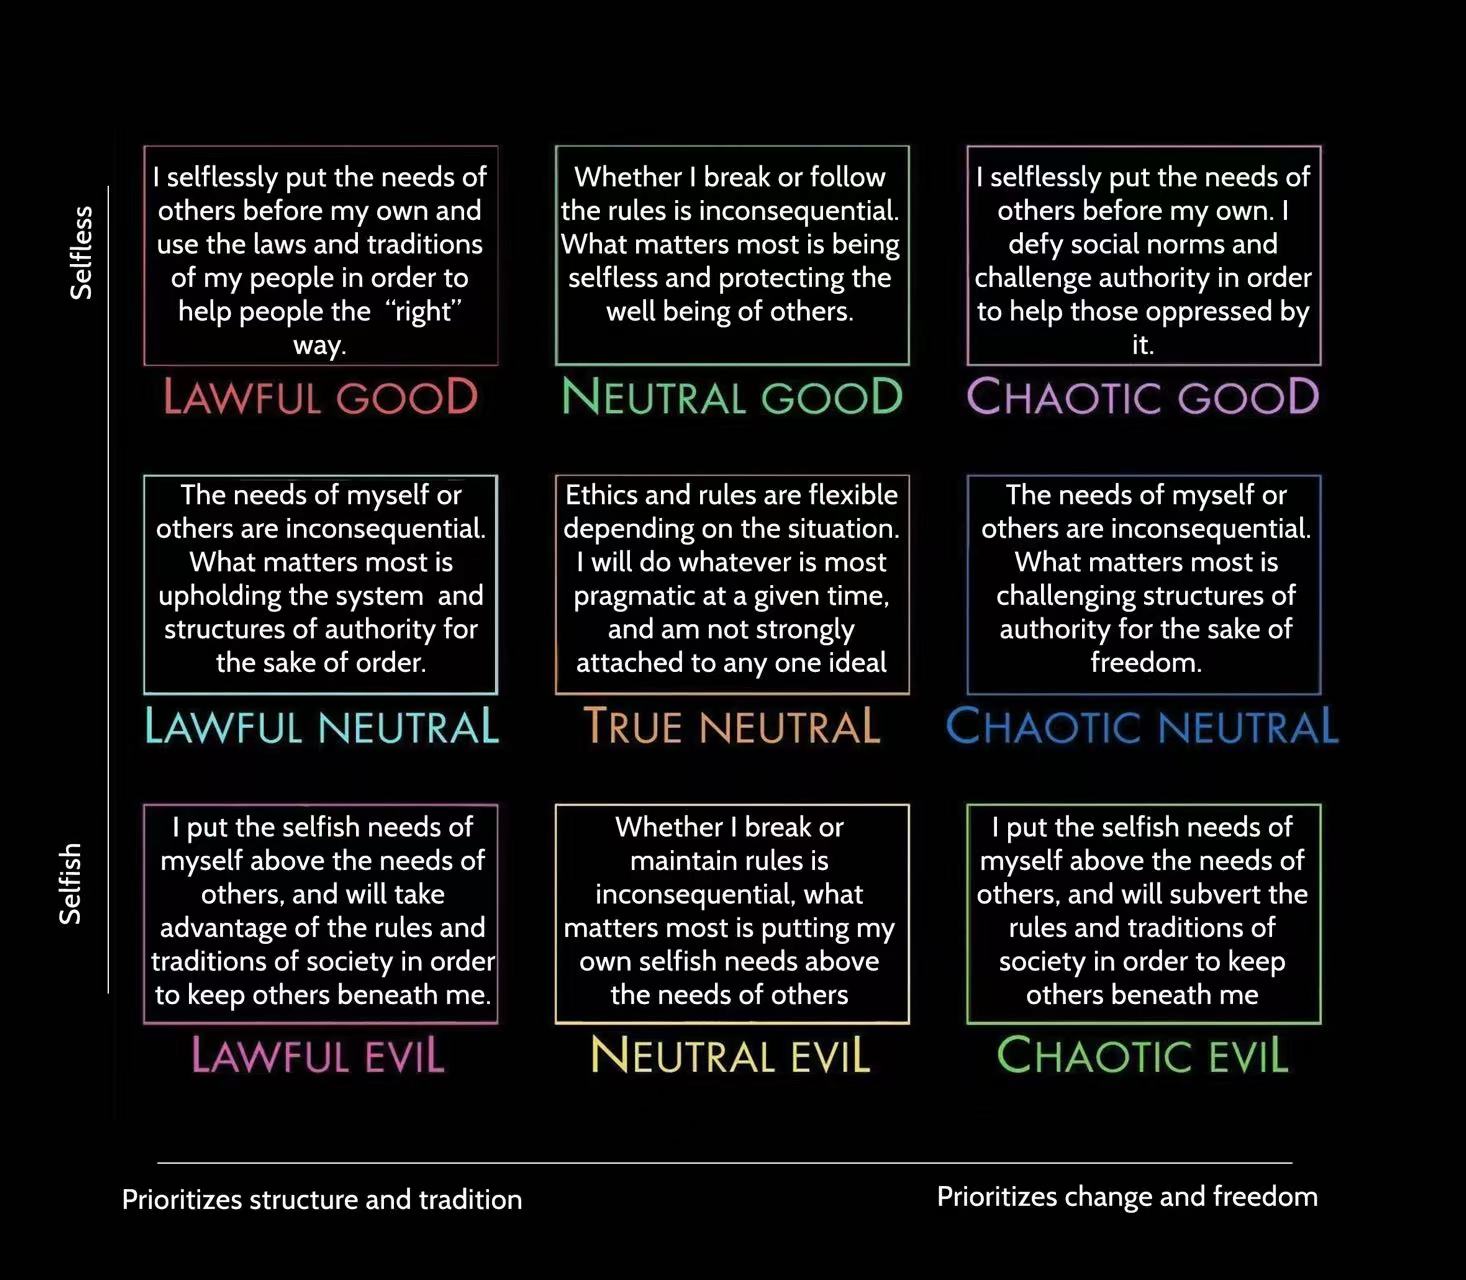 Selfless
I selflessly put the needs of
others before my own and
use the laws and traditions
of my people in order to
help people the “right”
way.
LAWFUL GOOD
Whether I break or follow
the rules is inconsequential.
What matters most is being
selfless and protecting the
well being of others.
NEUTRAL GOOD
I selflessly put the needs of
others before my own. I
defy social norms and
challenge authority in order
to help those oppressed by
it.
CHAOTIC GOOD
The needs of myself or
others are inconsequential.
What matters most is
upholding the system and
structures of authority for
the sake of order.
LAWFUL NEUTRAL
Ethics and rules are flexible
depending on the situation.
I will do whatever is most
pragmatic at a given time,
and am not strongly
attached to any one ideal
TRUE NEUTRAL
The needs of myself or
others are inconsequential.
What matters most is
challenging structures of
authority for the sake of
freedom.
CHAOTIC NEUTRAL
Selfish
I put the selfish needs of
myself above the needs of
others, and will take
advantage of the rules and
traditions of society in order
to keep others beneath me.
LAWFUL EVIL
Whether I break or
maintain rules is
inconsequential, what
matters most is putting my
own selfish needs above
the needs of others
NEUTRAL EVIL
I put the selfish needs of
myself above the needs of
others, and will subvert the
rules and traditions of
society in order to keep
others beneath me
CHAOTIC EVIL
Prioritizes structure and tradition
Prioritizes change and freedom